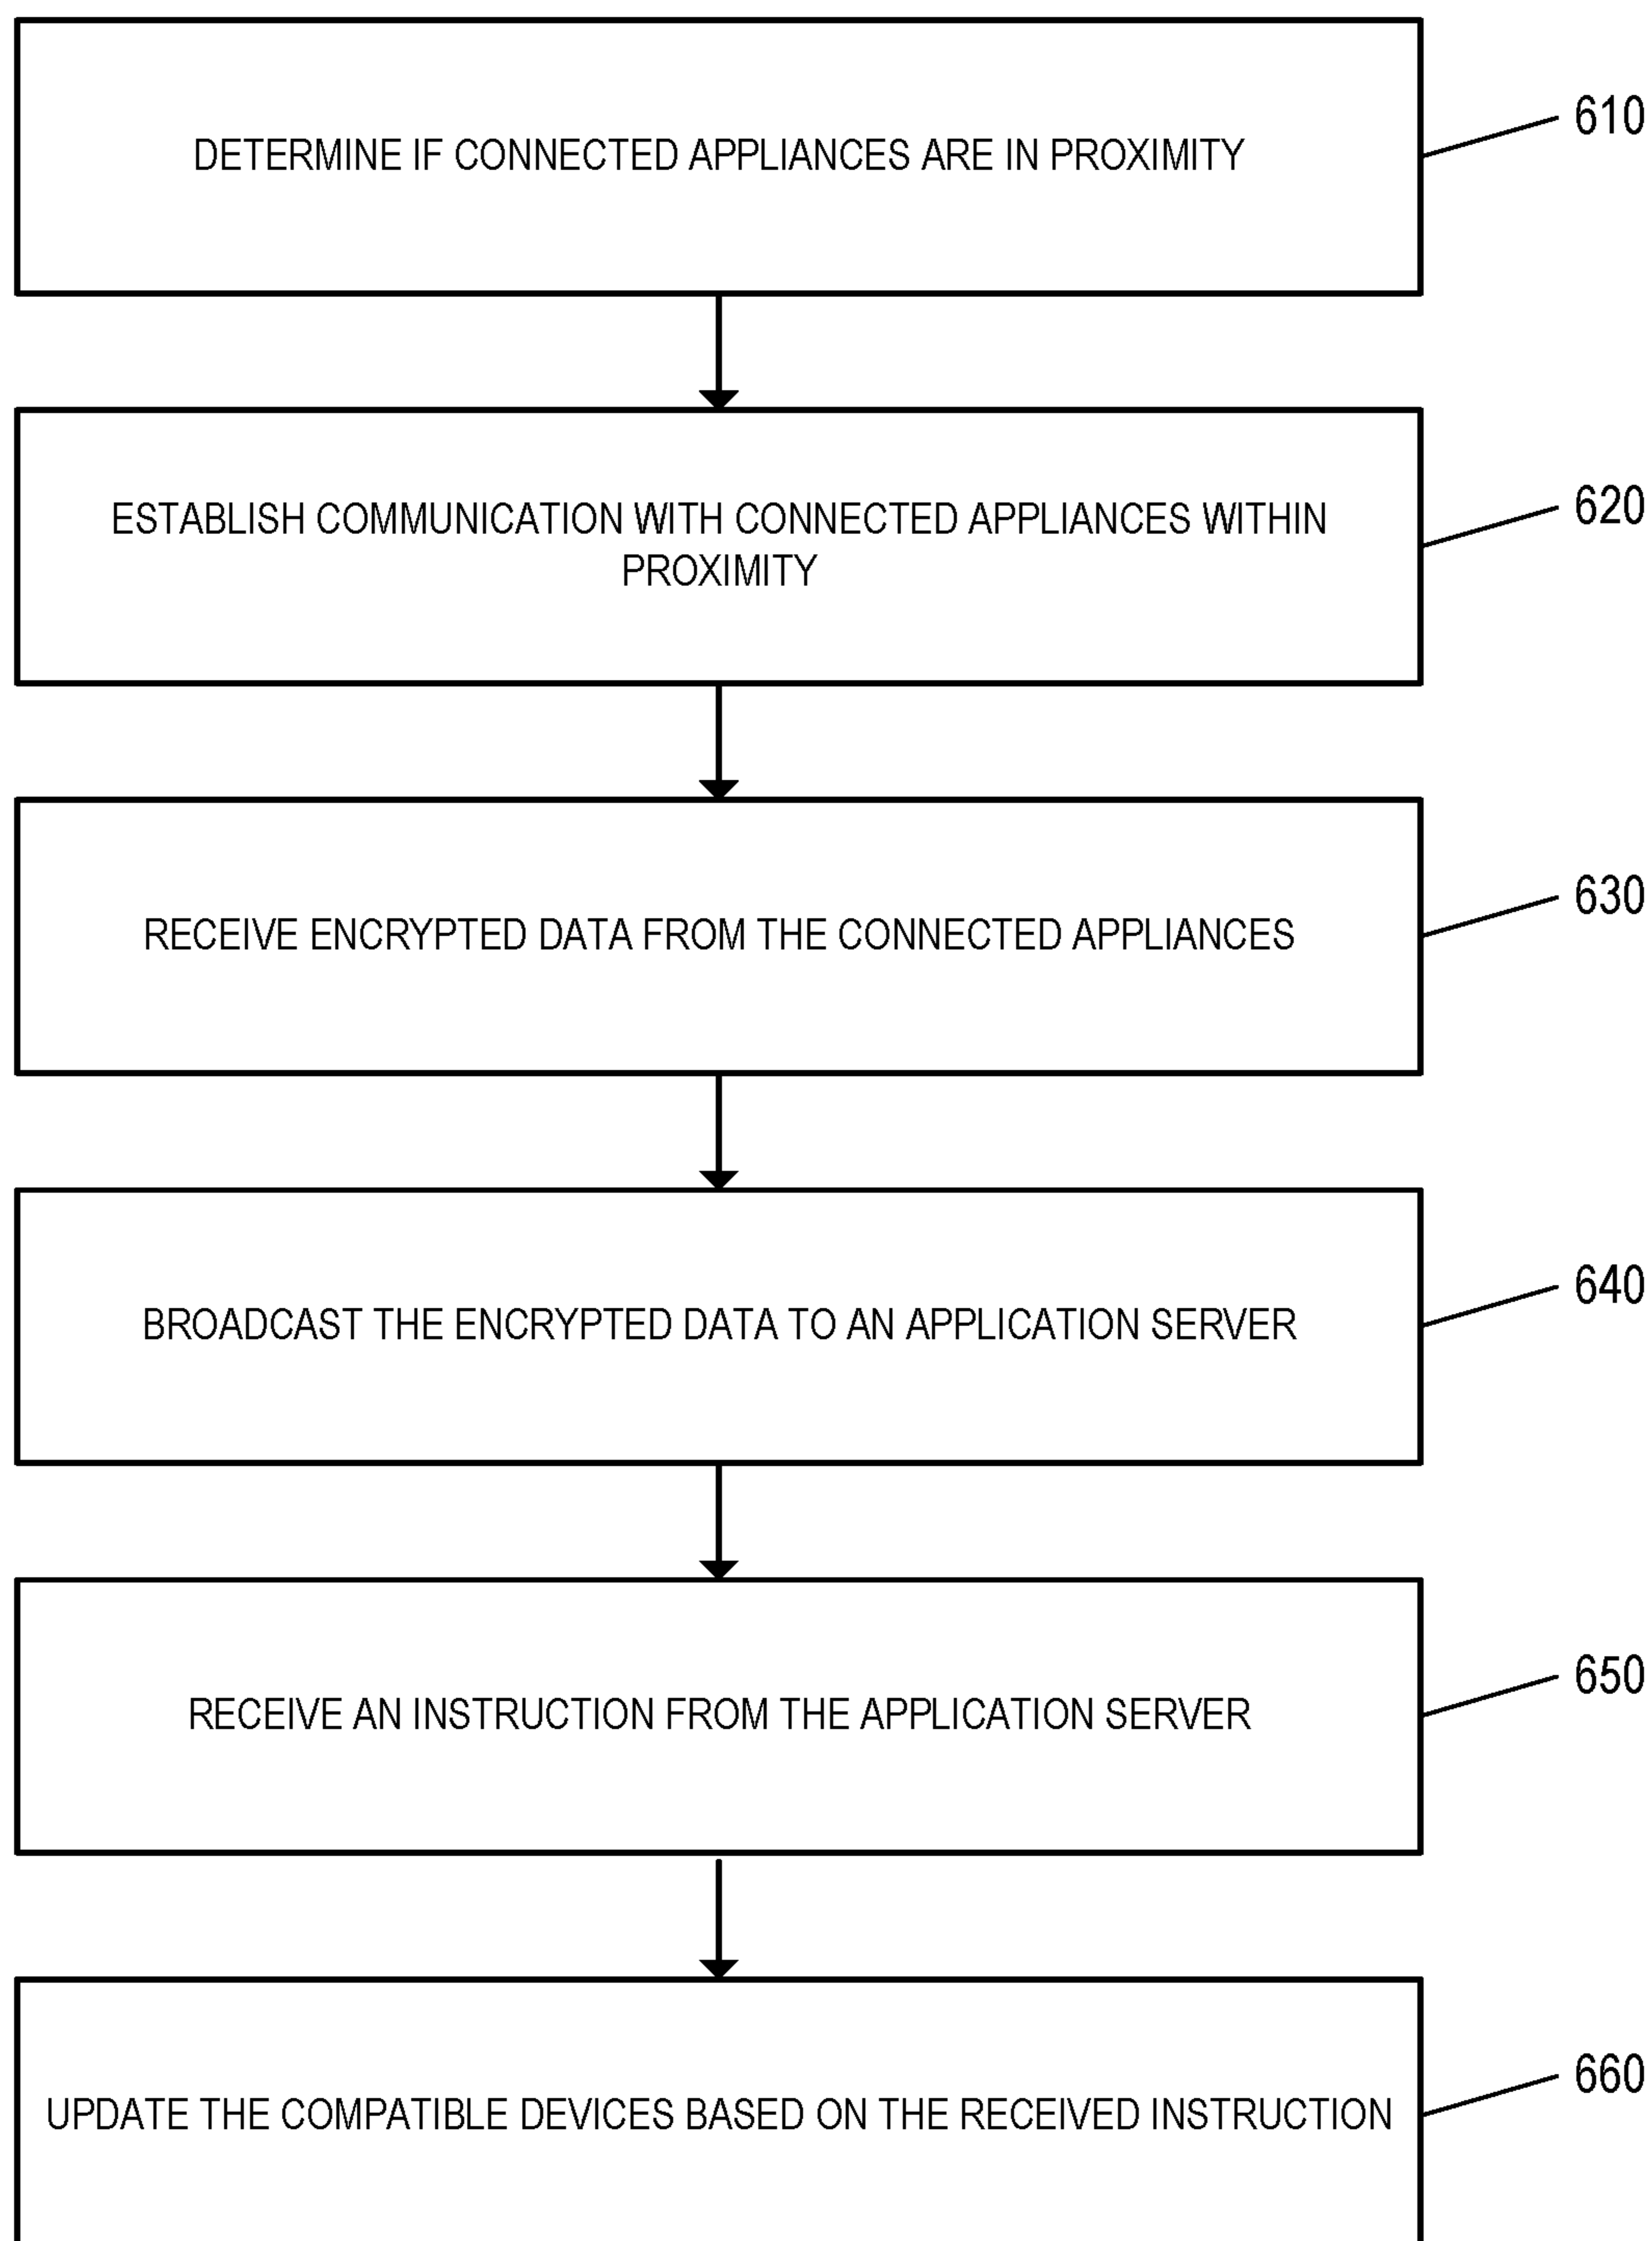 DETERMINE IF CONNECTED APPLIANCES ARE IN PROXIMITY
610
ESTABLISH COMMUNICATION WITH CONNECTED APPLIANCES WITHIN
PROXIMITY
620
RECEIVE ENCRYPTED DATA FROM THE CONNECTED APPLIANCES
630
BROADCAST THE ENCRYPTED DATA TO AN APPLICATION SERVER
640
RECEIVE AN INSTRUCTION FROM THE APPLICATION SERVER
650
UPDATE THE COMPATIBLE DEVICES BASED ON THE RECEIVED INSTRUCTION
660